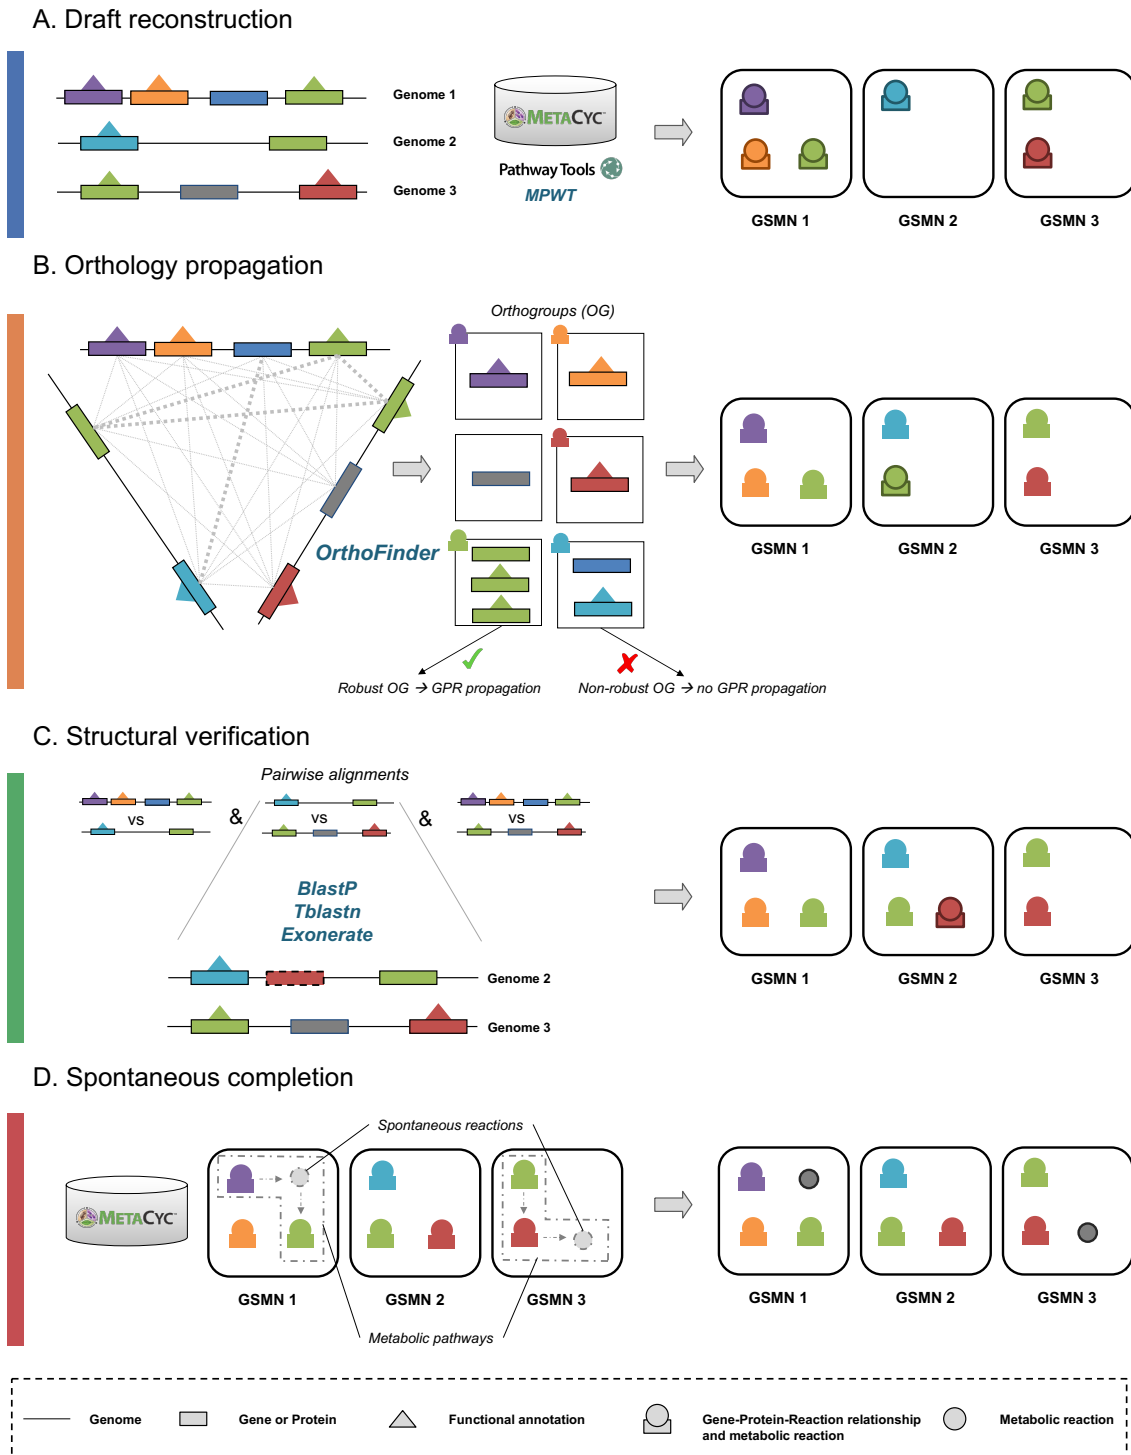 A. Draft reconstruction
Genome 1
Genome 2
Genome 3
METACYC™
Pathway Tools
MPWT
GSMN 1
GSMN 2
GSMN 3
B. Orthology propagation
Orthogroups (OG)
OrthoFinder
Robust OG → GPR propagation
Non-robust OG → no GPR propagation
GSMN 1
GSMN 2
GSMN 3
C. Structural verification
Pairwise alignments
VS
&
VS
&
VS
BlastP
Tblastn
Exonerate
Genome 2
Genome 3
GSMN 1
GSMN 2
GSMN 3
D. Spontaneous completion
Spontaneous reactions
METACYC™
GSMN 1
GSMN 2
GSMN 3
Metabolic pathways
GSMN 1
GSMN 2
GSMN 3
Genome
Gene or Protein
Functional annotation
Gene-Protein-Reaction relationship
and metabolic reaction
Metabolic reaction